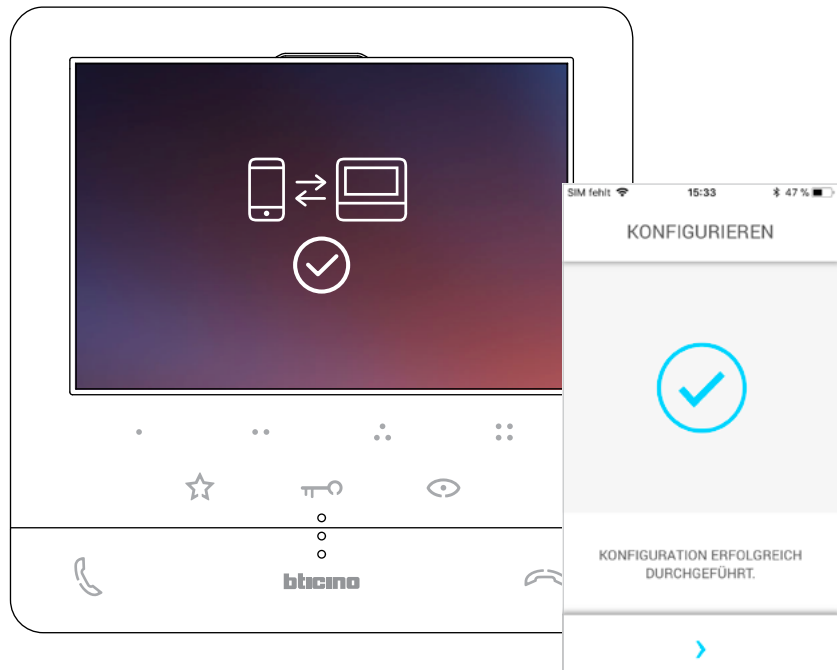 bticino
SIM fehlt 15:33 47 %
KONFIGURIEREN
KONFIGURATION ERFOLGREICH
DURCHGEFÜHRT.